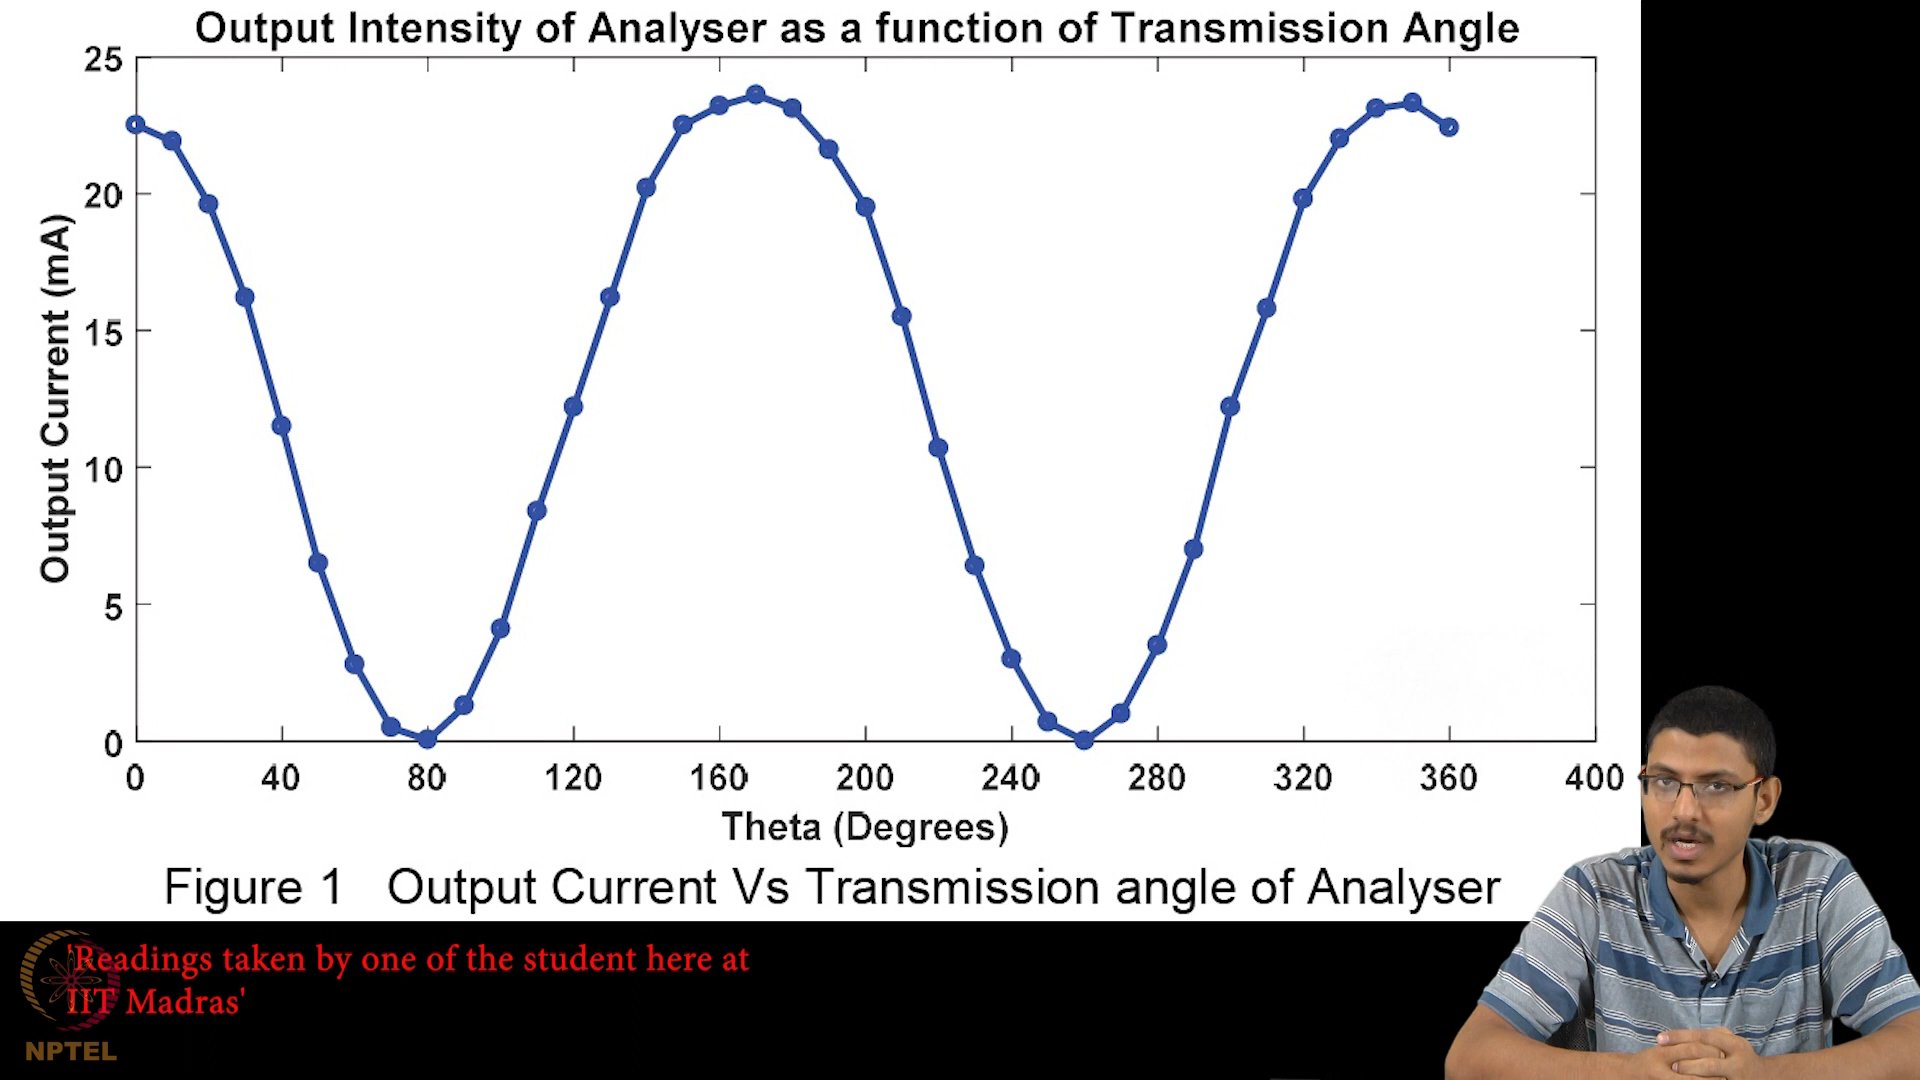 Output Intensity of Analyser as a function of Transmission Angle
25
20
15
10
5
0
Output Current (mA)
0 40 80 120 160 200 240 280 320 360 400
Theta (Degrees)
Figure 1 Output Current Vs Transmission angle of Analyser
'Readings taken by one of the student here at
IIT Madras'
NPTEL